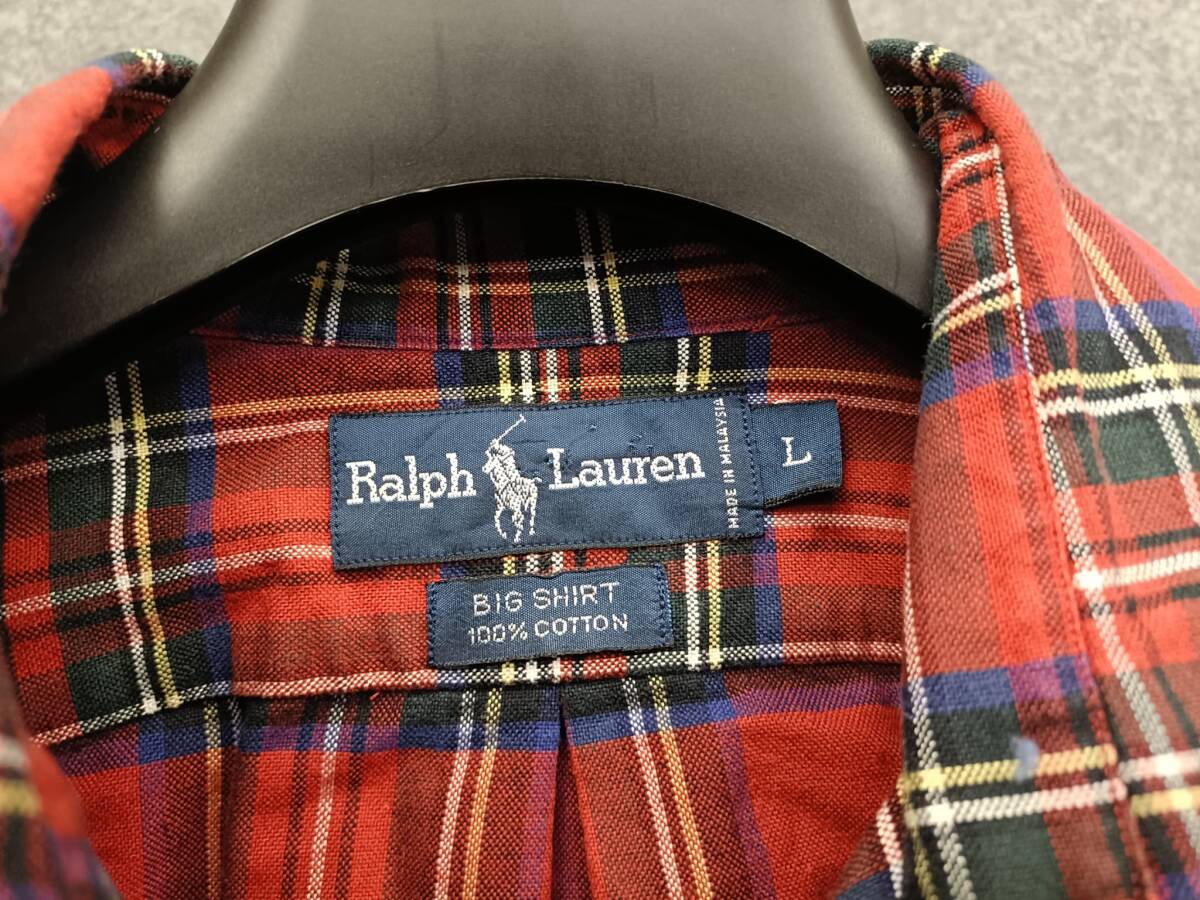 Ralph Lauren
MADE IN MALAYSIA
L
BIG SHIRT
100% COTTON